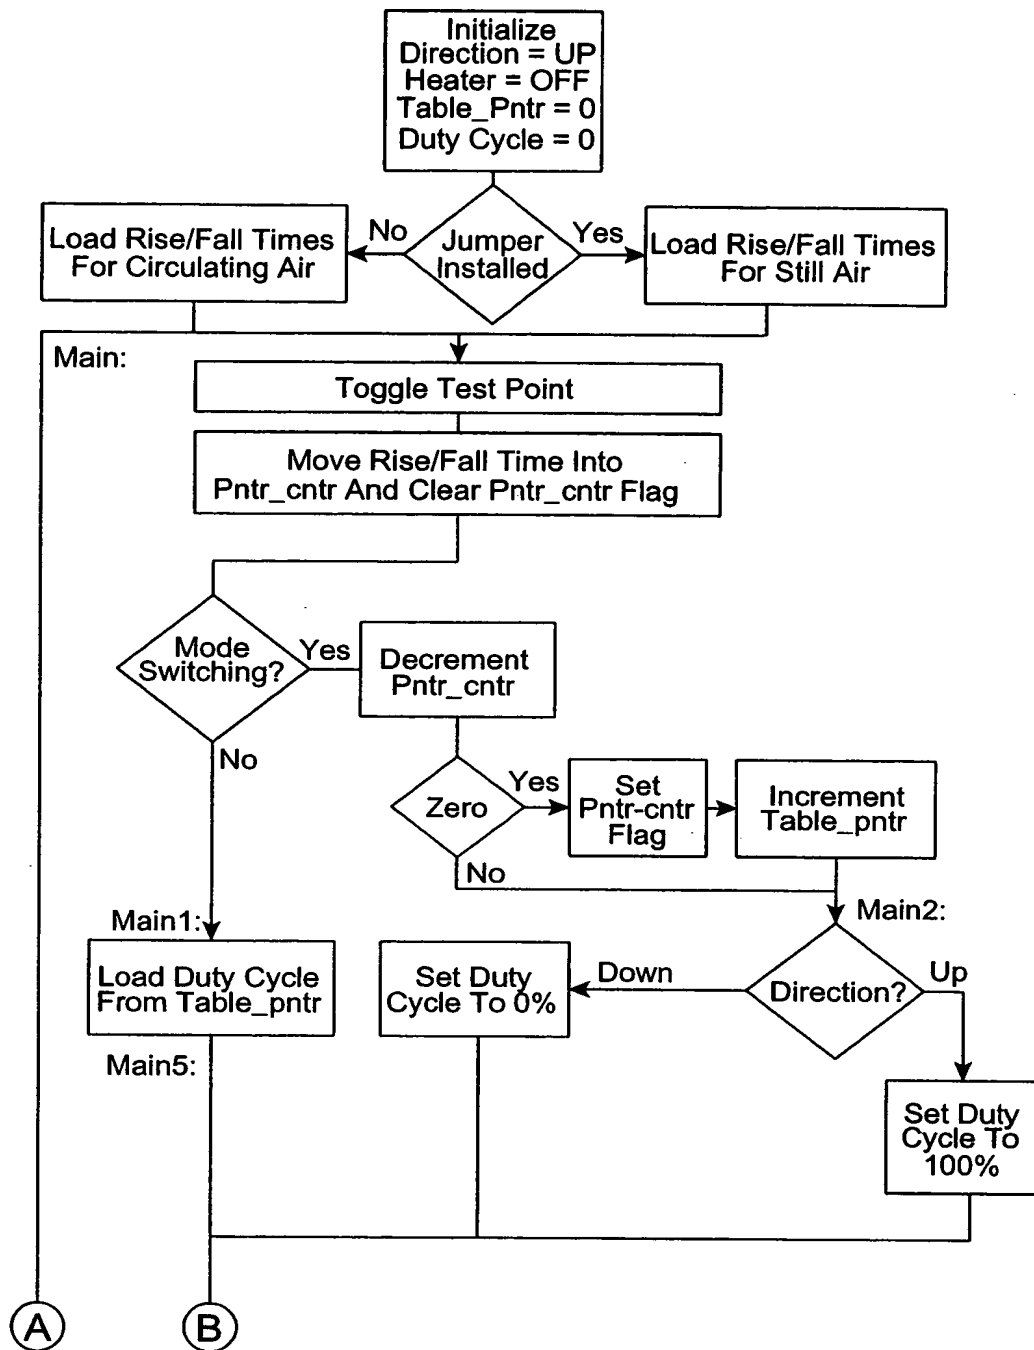 Initialize
Direction = UP
Heater = OFF
Table_Pntr = 0
Duty Cycle = 0
Load Rise/Fall Times
For Circulating Air
No
Jumper
Installed
Yes
Load Rise/Fall Times
For Still Air
Main:
Toggle Test Point
Move Rise/Fall Time Into
Pntr_cntr And Clear Pntr_cntr Flag
Mode
Switching?
Yes
Decrement
Pntr_cntr
No
Zero
Yes
Set
Pntr-cntr
Flag
Increment
Table_pntr
No
Main1:
Main2:
Load Duty Cycle
From Table_pntr
Set Duty
Cycle To 0%
Down
Direction?
Up
Main5:
Set Duty
Cycle To
100%
A
B